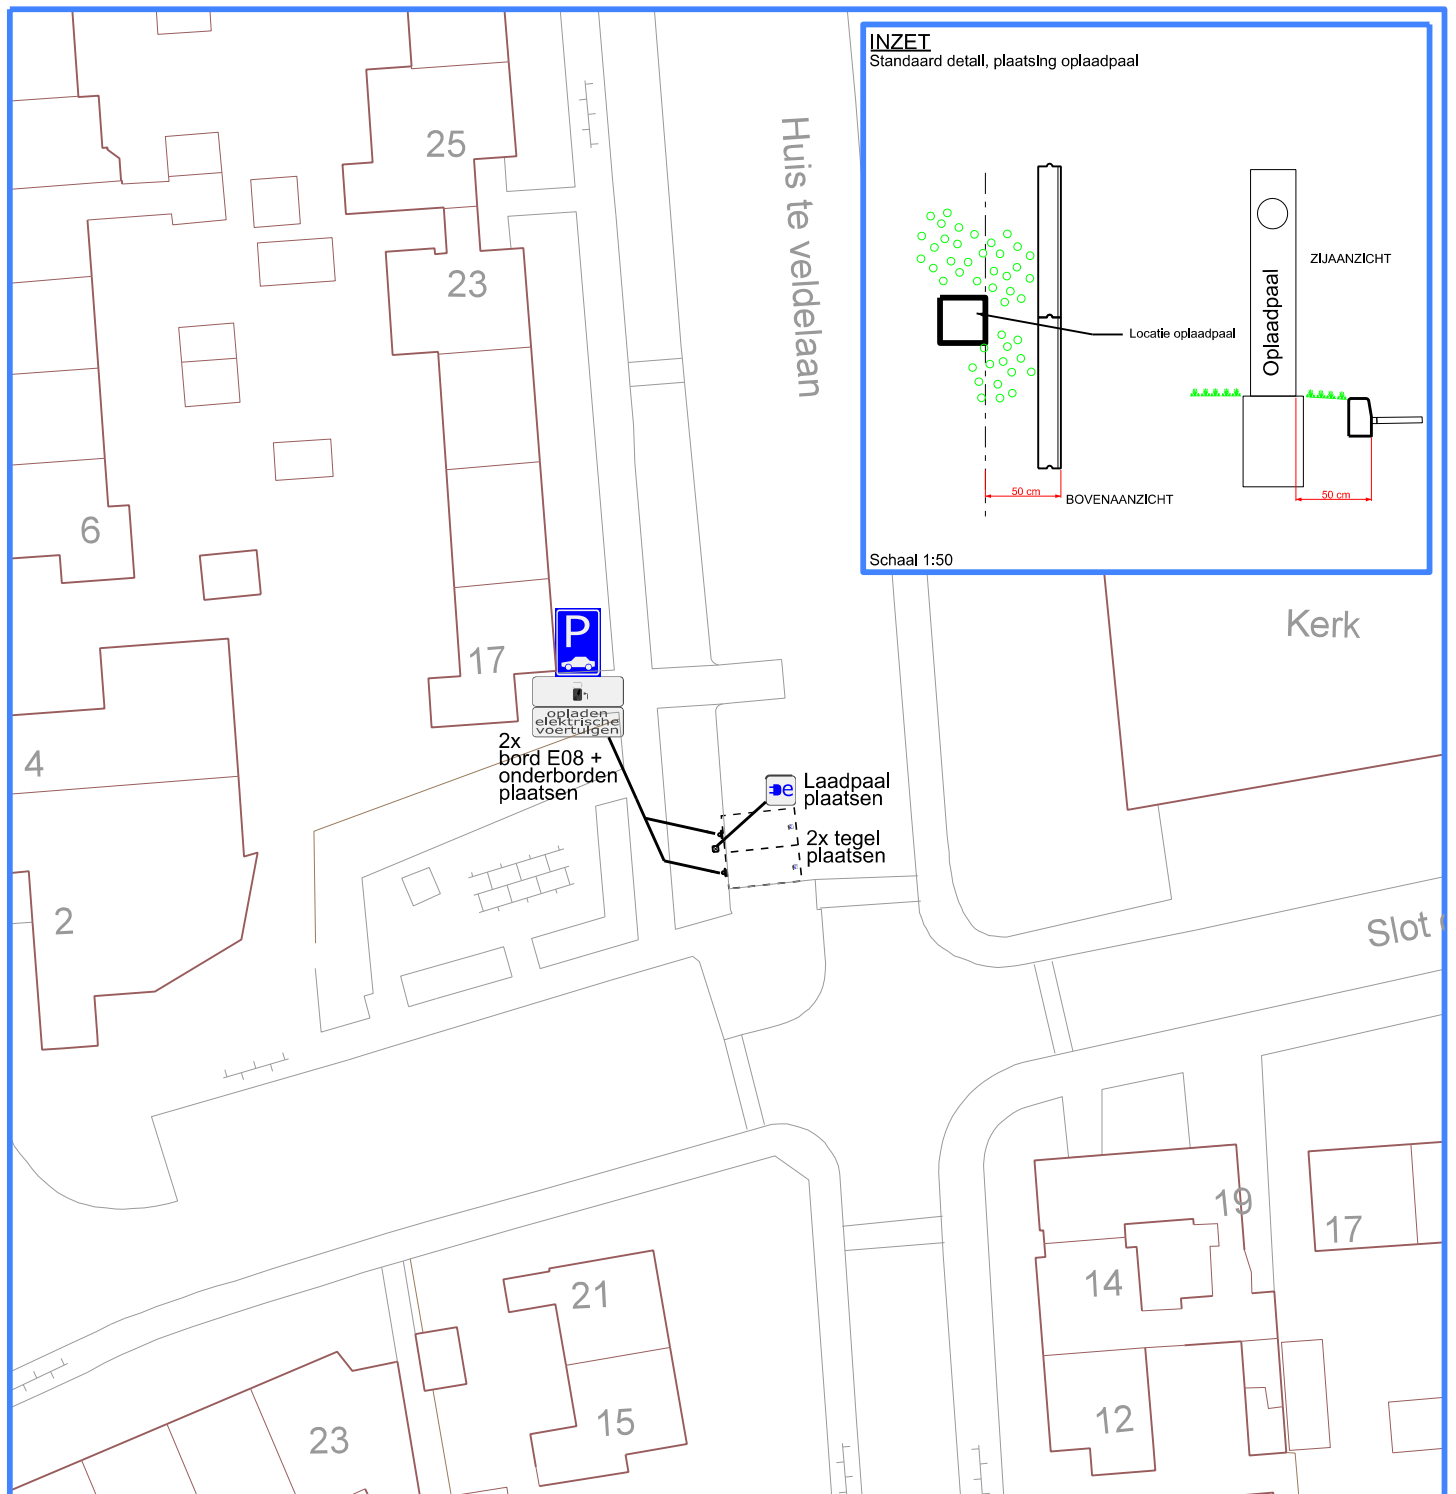 INZET
Standaard detail, plaatsing oplaadpaal
ZIJAANZICHT
Oplaadpaal
Locatie oplaadpaal
50 cm
BOVENAANZICHT
50 cm
Schaal 1:50
Huis te veldelaan
25
23
6
17
4
2
Kerk
P
opladen
elektrische
voertuigen
2x
bord E08 +
onderborden
plaatsen
e
Laadpaal
plaatsen
2x tegel
plaatsen
Slot
19
17
14
12
21
15
23